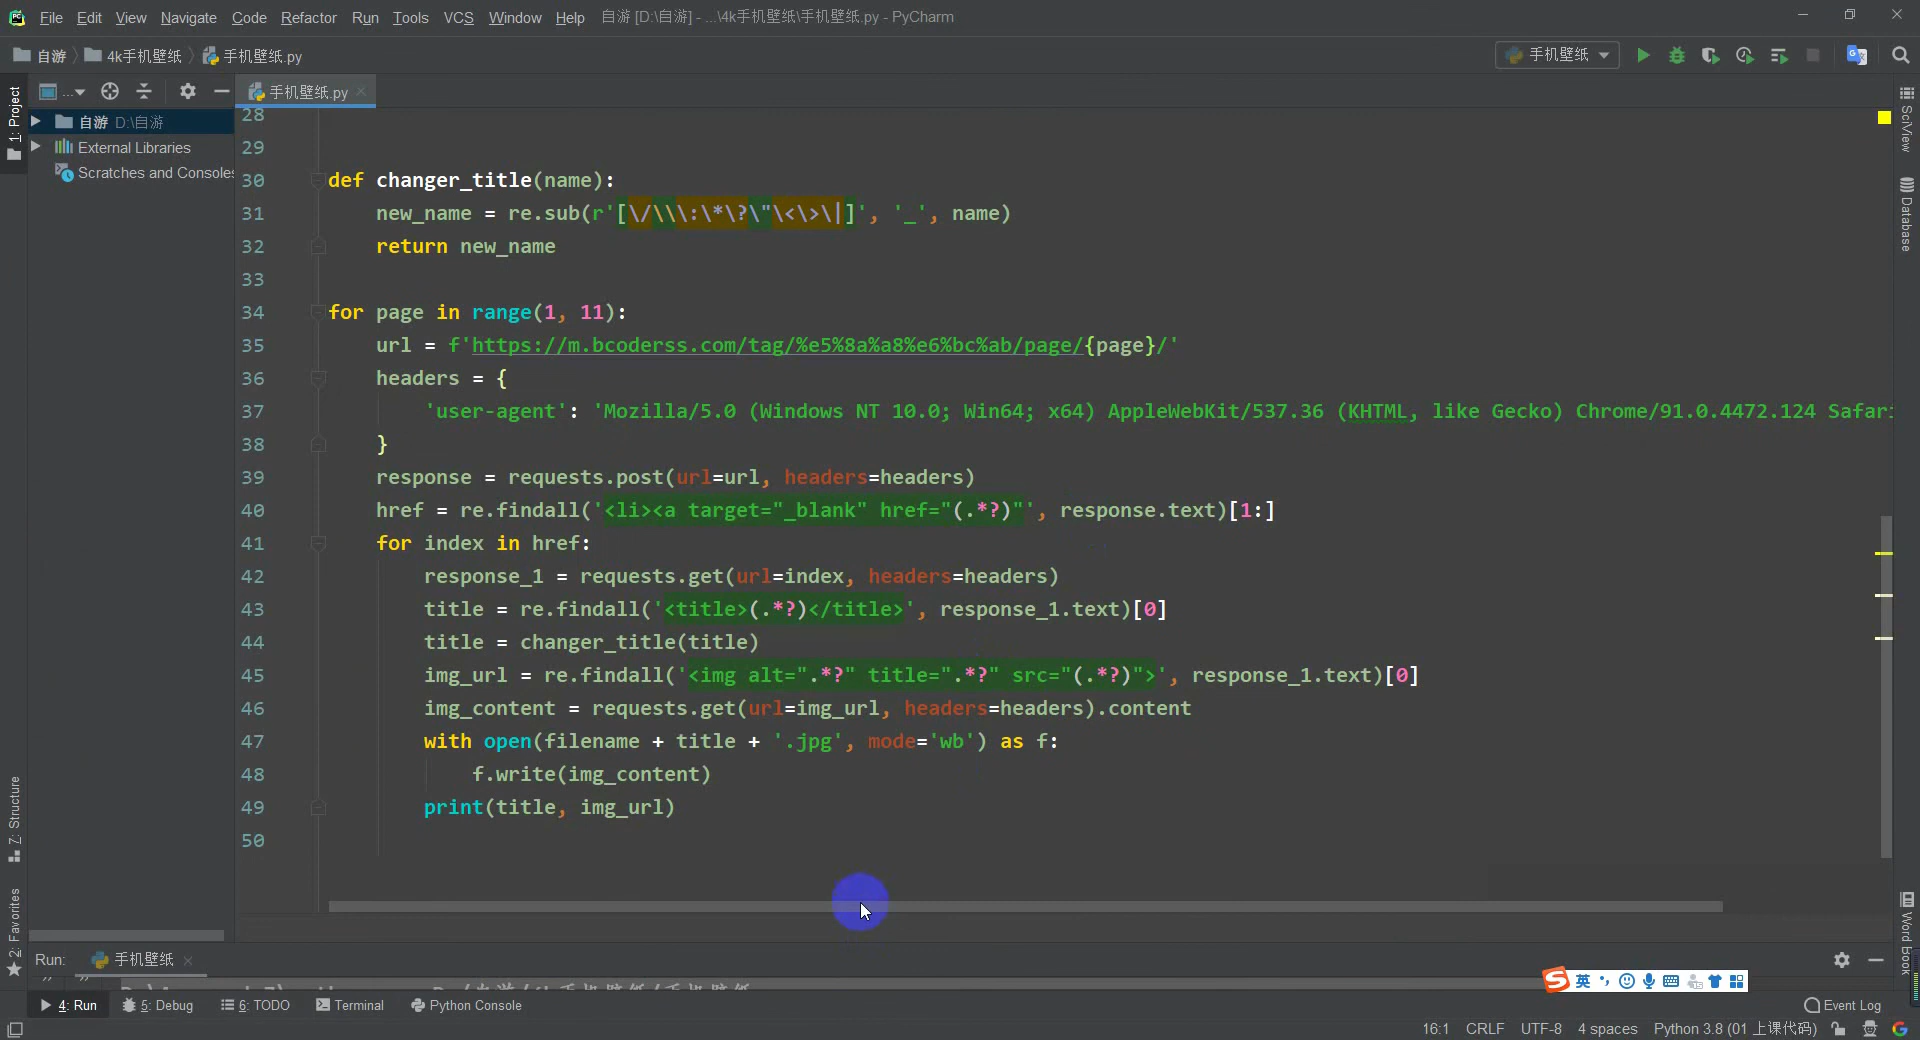 File Edit View Navigate Code Refactor Run Tools VCS Window Help 自游 [D:\自游] - ...\4k手机壁纸\手机壁纸.py - PyCharm
自游 4k手机壁纸 手机壁纸.py 手机壁纸
1: Project
... 手机壁纸.py
自游 D:\自游
External Libraries
Scratches and Consoles
28
29
30 def changer_title(name):
31 new_name = re.sub(r'[\/\\\:\*\?\"\<\>\|]', '_', name)
32 return new_name
33
34 for page in range(1, 11):
35 url = f'https://m.bcoderss.com/tag/%e5%8a%a8%e6%bc%ab/page/{page}/'
36 headers = {
37 'user-agent': 'Mozilla/5.0 (Windows NT 10.0; Win64; x64) AppleWebKit/537.36 (KHTML, like Gecko) Chrome/91.0.4472.124 Safari
38 }
39 response = requests.post(url=url, headers=headers)
40 href = re.findall('<li><a target="_blank" href="(.*?)"', response.text)[1:]
41 for index in href:
42 response_1 = requests.get(url=index, headers=headers)
43 title = re.findall('<title>(.*?)</title>', response_1.text)[0]
44 title = changer_title(title)
45 img_url = re.findall('<img alt=".*?" title=".*?" src="(.*?)">', response_1.text)[0]
46 img_content = requests.get(url=img_url, headers=headers).content
47 with open(filename + title + '.jpg', mode='wb') as f:
48 f.write(img_content)
49 print(title, img_url)
50
SciView
Database
Word Book
Z: Structure
2: Favorites
Run: 手机壁纸
英
4: Run 5: Debug 6: TODO Terminal Python Console Event Log
16:1 CRLF UTF-8 4 spaces Python 3.8 (01 上课代码)